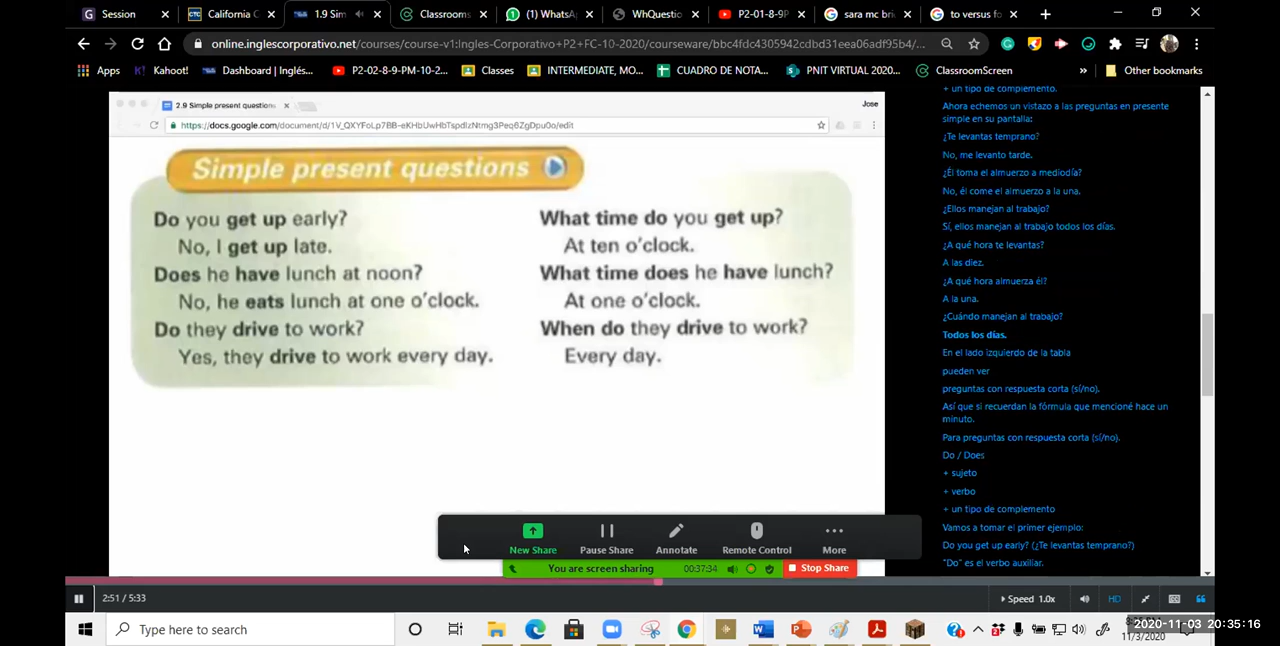 Session
California C
1.9 Sim
Classrooms
(1) WhatsA
WhQuestio
P2-01-8-9P
sara mc bri
to versus fo
online.inglescorporativo.net/courses/course-v1:Ingles-Corporativo+P2+FC-10-2020/courseware/bbc4fdc4305942cdbd31eea06adf95b4/...
Apps
Kahoot!
Dashboard | Inglés...
P2-02-8-9-PM-10-2...
Classes
INTERMEDIATE, MO...
CUADRO DE NOTA...
PNIT VIRTUAL 2020...
ClassroomScreen
»
Other bookmarks
2.9 Simple present question
Jose
Simple present questions
Do you get up early?
No, I get up late.
Does he have lunch at noon?
No, he eats lunch at one o'clock.
Do they drive to work?
Yes, they drive to work every day.
What time do you get up?
At ten o'clock.
What time does he have lunch?
At one o'clock.
When do they drive to work?
Every day.
+ un tipo de complemento.
Ahora echemos un vistazo a las preguntas en presente
simple en su pantalla:
¿Te levantas temprano?
No, me levanto tarde.
¿Él toma el almuerzo a mediodía?
No, él come el almuerzo a la una.
¿Ellos manejan al trabajo?
Sí, ellos manejan al trabajo todos los días.
¿A qué hora te levantas?
A las diez.
¿A qué hora almuerza él?
A la una.
¿Cuándo manejan al trabajo?
Todos los días.
En el lado izquierdo de la tabla
pueden ver
preguntas con respuesta corta (sí/no).
Así que si recuerdan la fórmula que mencioné hace un
minuto.
Para preguntas con respuesta corta (sí/no).
Do / Does
+ sujeto
+ verbo
+ un tipo de complemento
Vamos a tomar el primer ejemplo:
Do you get up early? (¿Te levantas temprano?)
"Do" es el verbo auxiliar.
New Share
Pause Share
Annotate
Remote Control
More
You are screen sharing
00:37:34
Stop Share
2:51 / 5:33
Speed 1.0x
HD
Type here to search
2020-11-03 20:35:16
11/3/2020